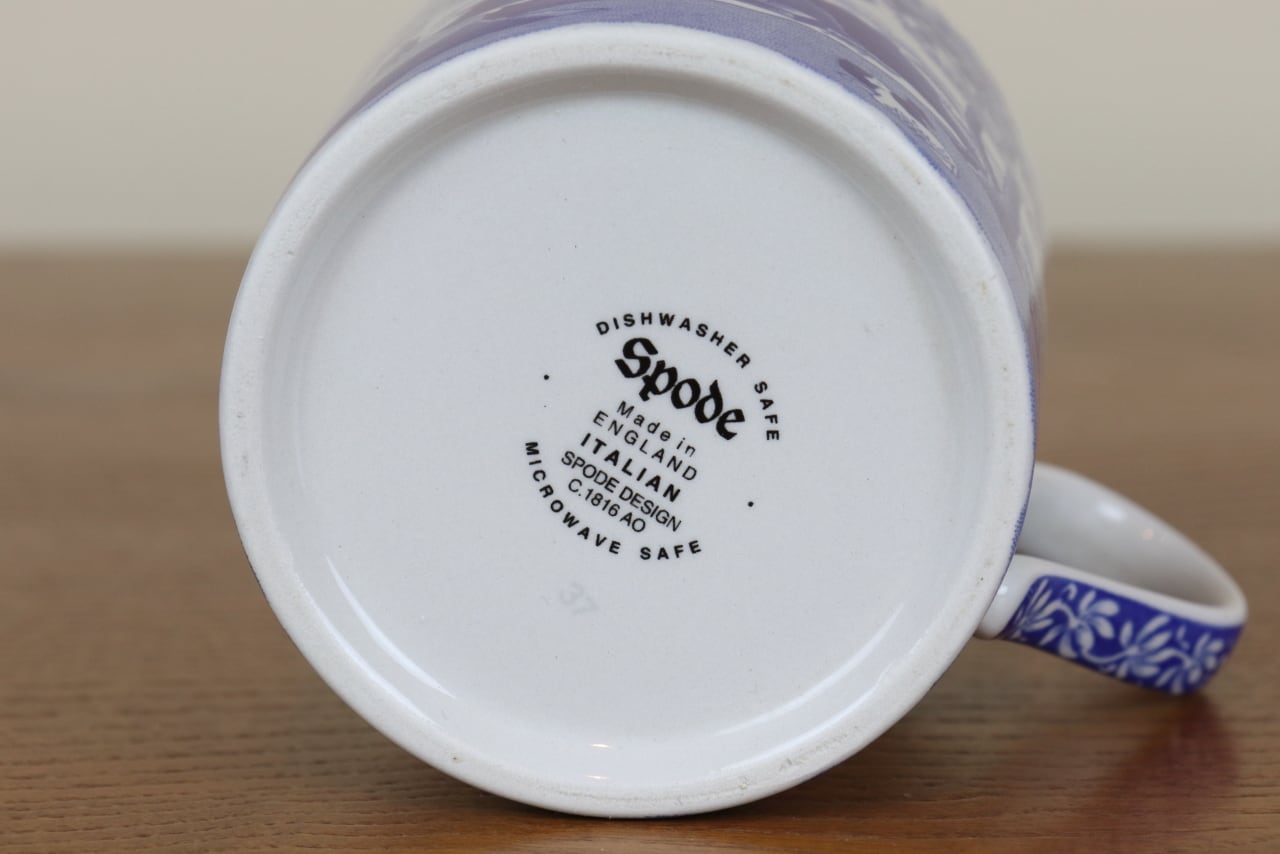 DISHWASHER SAFE
Spode
Made in
ENGLAND
ITALIAN
SPODE DESIGN
C.1816 AO
MICROWAVE SAFE
37